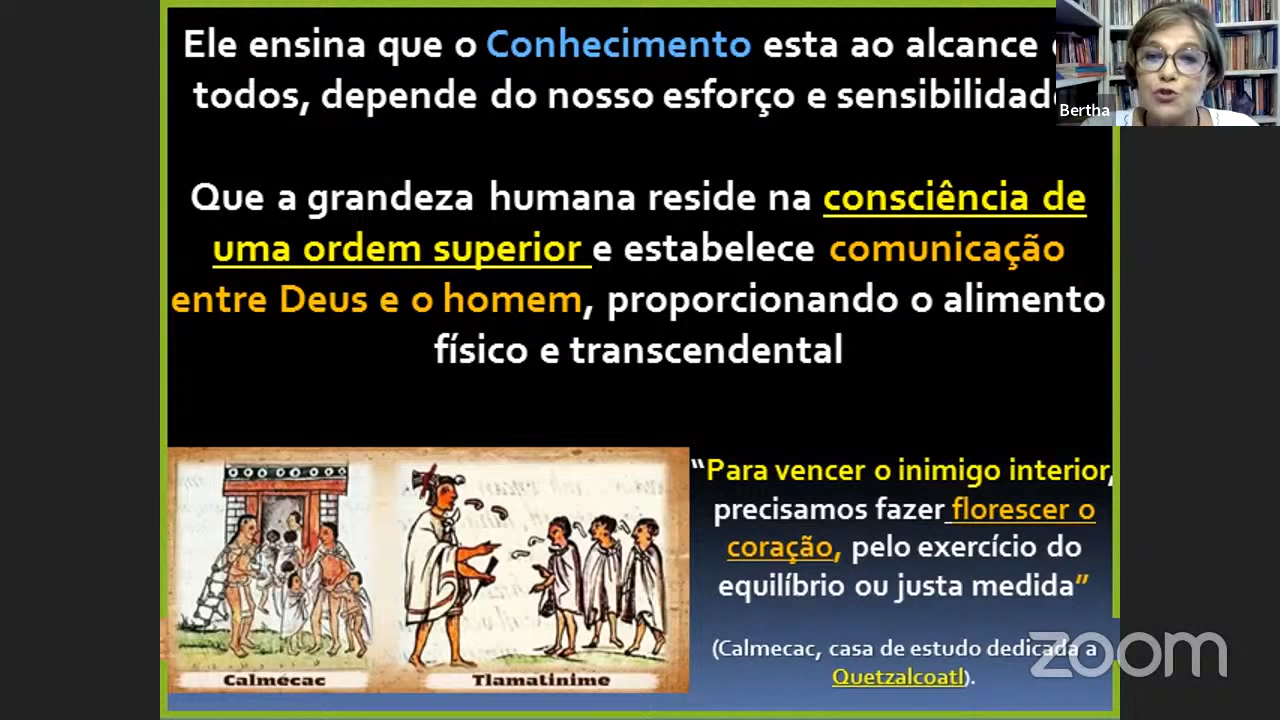 Ele ensina que o Conhecimento esta ao alcance
todos, depende do nosso esforço e sensibilidade
Bertha
Que a grandeza humana reside na consciência de
uma ordem superior e estabelece comunicação
entre Deus e o homem, proporcionando o alimento
físico e transcendental
“Para vencer o inimigo interior,
precisamos fazer florescer o
coração, pelo exercício do
equilíbrio ou justa medida”
(Calmecac, casa de estudo dedicada a
Quetzalcoatl).
zoom
Calmécac
Tlamatinime